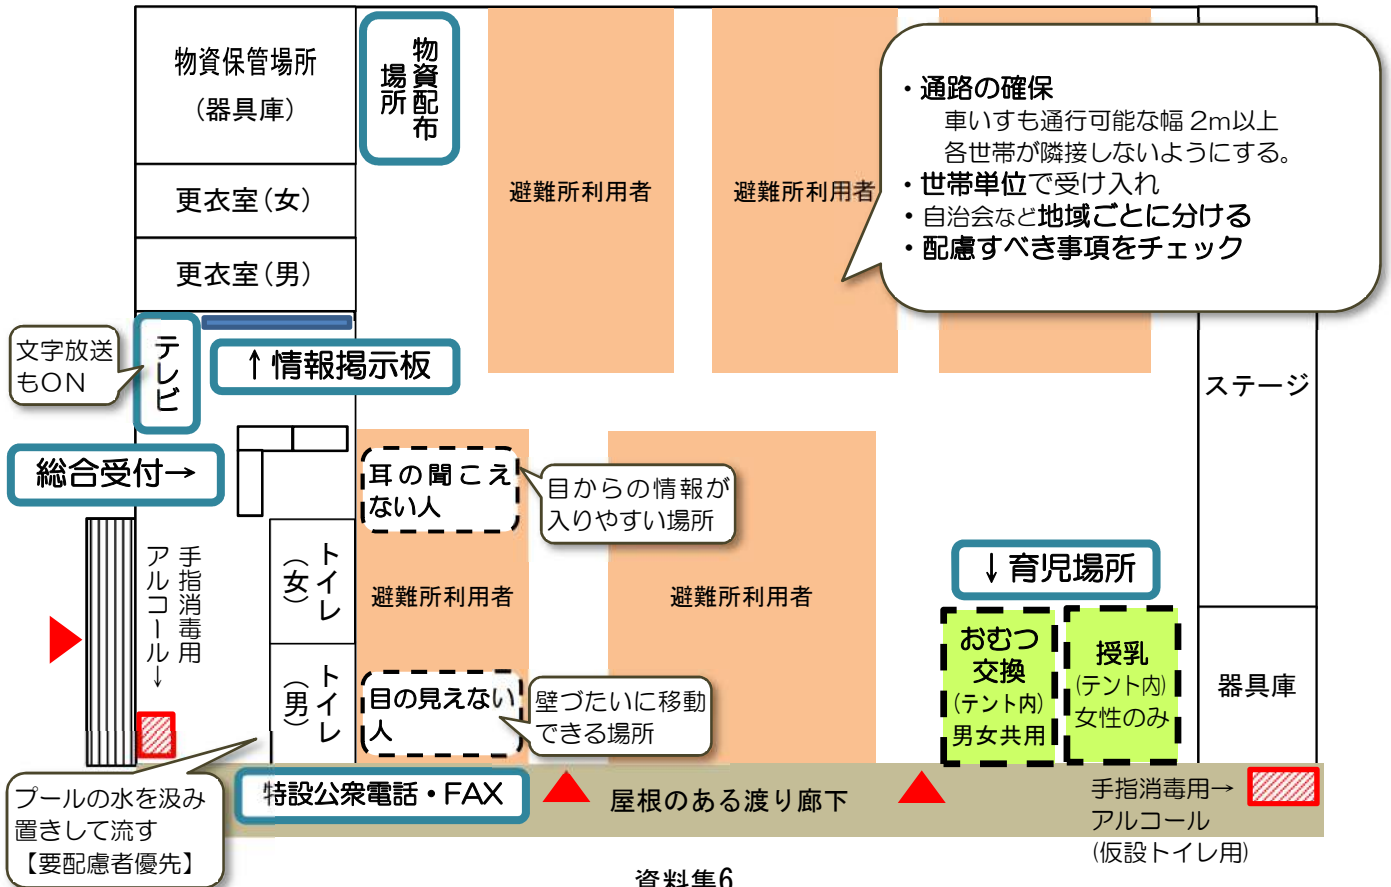 物資保管場所
(器具庫)
物資配布
場所
避難所利用者
避難所利用者
・通路の確保
車いすも通行可能な幅2m以上
各世帯が隣接しないようにする。
・世帯単位で受け入れ
・自治会など地域ごとに分ける
・配慮すべき事項をチェック
更衣室(女)
更衣室(男)
文字放送
もON
テレビ
↑情報掲示板
ステージ
総合受付→
耳の聞こえ
ない人
目からの情報が
入りやすい場所
手指消毒用
アルコール→
トイレ
(女)
避難所利用者
避難所利用者
↓育児場所
おむつ
交換
(テント内)
男女共用
授乳
(テント内)
女性のみ
器具庫
トイレ
(男)
目の見えない
人
壁づたいに移動
できる場所
プールの水を汲み
置きして流す
【要配慮者優先】
特設公衆電話・FAX
屋根のある渡り廊下
手指消毒用→
アルコール
(仮設トイレ用)
資料集6